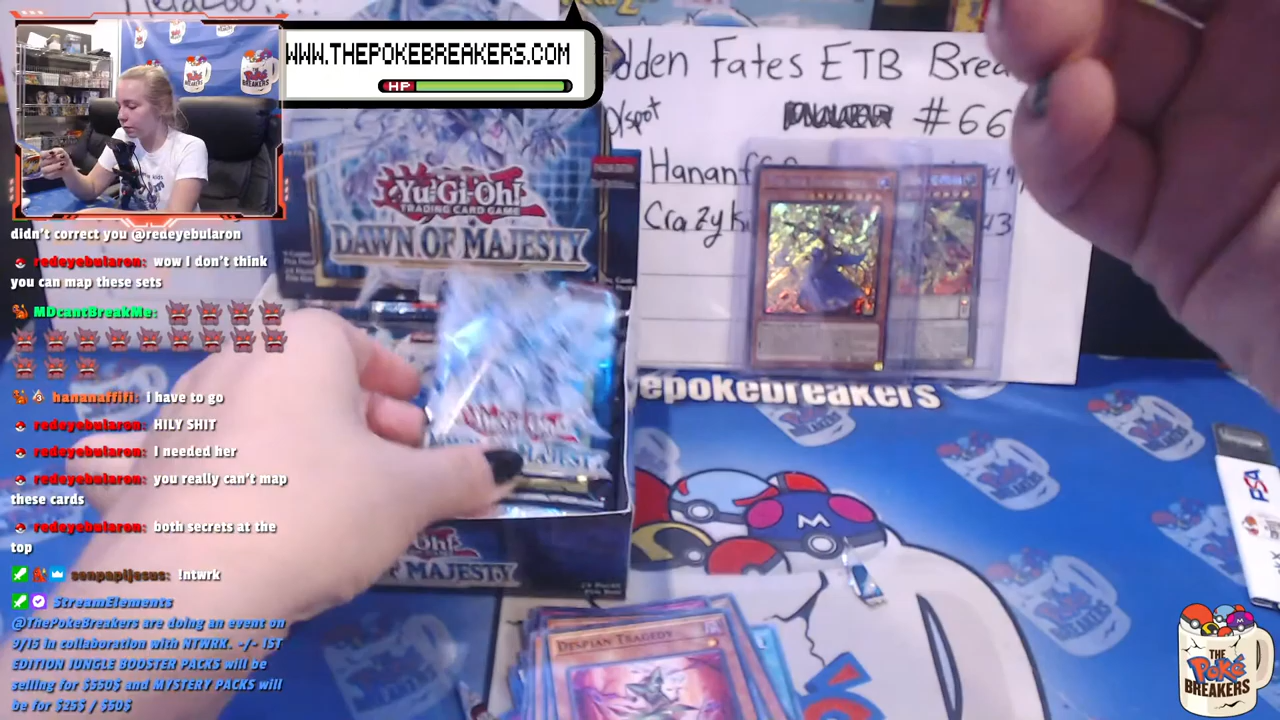 WWW.THEPOKEBREAKERS.COM
HP
dden Fates ETB Brea
/spot
#66
Hananf
CrazyK
Yu-Gi-Oh!
TRADING CARD GAME
DAWN OF MAJESTY
didn't correct you @redeyebularon
redeyebularon: wow I don't think
you can map these sets
MDcantBreakMe:
hananaffifi: I have to go
redeyebularon: HILY SHIT
redeyebularon: I needed her
redeyebularon: you really can't map
these cards
redeyebularon: both secrets at the
top
senpapijesus: !ntwrk
StreamElements
@ThePokeBreakers are doing an event on
9/15 in collaboration with NTWRK. -/- 1ST
EDITION JUNGLE BOOSTER PACKS will be
selling for $550$ and MYSTERY PACKS will
be for $25$ / $50$
epokebreakers
M
PSA
OF MAJESTY
DESPIAN TRAGEDY
THE
Poké
BREAKERS